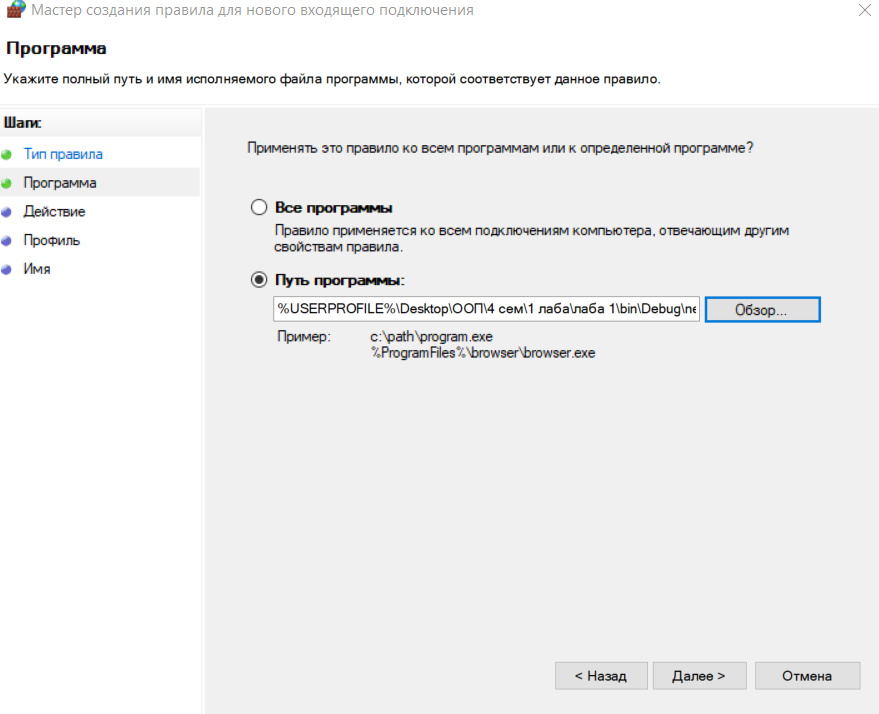 Мастер создания правила для нового входящего подключения
Программа
Укажите полный путь и имя исполняемого файла программы, которой соответствует данное правило.
Шаги:
Тип правила
Программа
Действие
Профиль
Имя
Применять это правило ко всем программам или к определенной программе?
Все программы
Правило применяется ко всем подключениям компьютера, отвечающим другим
свойствам правила.
Путь программы:
%USERPROFILE%\Desktop\ООП\4 сем\1 лаба\лаба 1\bin\Debug\ne
Обзор...
Пример:
c:\path\program.exe
%ProgramFiles%\browser\browser.exe
< Назад
Далее >
Отмена